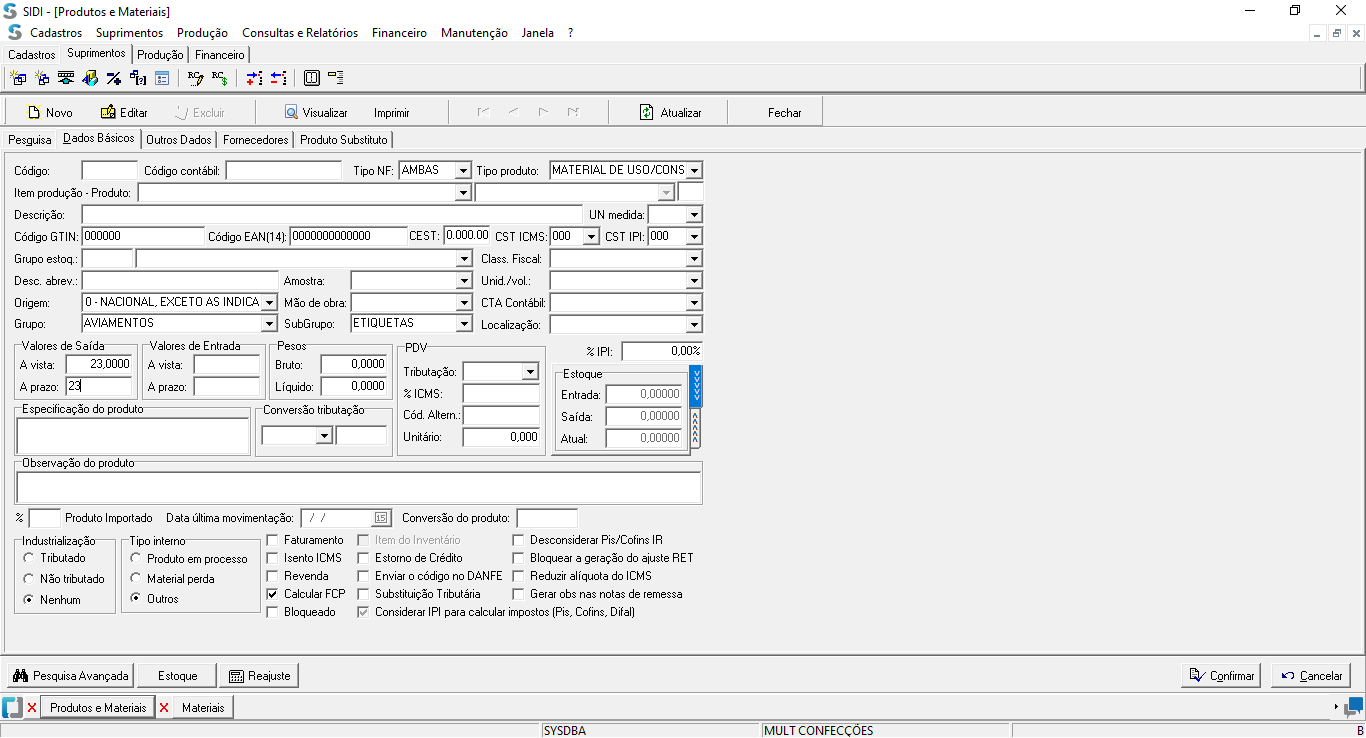 SIDI - [Produtos e Materiais]
Cadastros Suprimentos Produção Consultas e Relatórios Financeiro Manutenção Janela ?
Cadastros Suprimentos Produção Financeiro
Novo Editar Excluir Visualizar Imprimir Atualizar Fechar
Pesquisa Dados Básicos Outros Dados Fornecedores Produto Substituto
Código: Código contábil: Tipo NF: AMBAS Tipo produto: MATERIAL DE USO/CONS
Item produção - Produto:
Descrição: UN medida:
Código GTIN: 000000 Código EAN(14): 0000000000000 CEST: 0.000.00 CST ICMS: 000 CST IPI: 000
Grupo estoq.: Class. Fiscal:
Desc. abrev.: Amostra: Unid./vol.:
Origem: 0 - NACIONAL, EXCETO AS INDICA Mão de obra: CTA Contábil:
Grupo: AVIAMENTOS SubGrupo: ETIQUETAS Localização:
Valores de Saída Valores de Entrada Pesos PDV % IPI: 0,00%
A vista: 23,0000 A vista: Bruto: 0,0000 Tributação: Estoque
A prazo: 23 A prazo: Líquido: 0,0000 % ICMS: Entrada: 0,00000
Especificação do produto Conversão tributação Cód. Altern.: Saída: 0,00000
Unitário: 0,000 Atual: 0,00000
Observação do produto
% Produto Importado Data última movimentação: / / 15 Conversão do produto:
Industrialização Tipo interno Faturamento Item do Inventário Desconsiderar Pis/Cofins IR
Tributado Produto em processo Isento ICMS Estorno de Crédito Bloquear a geração do ajuste RET
Não tributado Material perda Revenda Enviar o código no DANFE Reduzir alíquota do ICMS
Nenhum Outros Calcular FCP Substituição Tributária Gerar obs nas notas de remessa
Bloqueado Considerar IPI para calcular impostos (Pis, Cofins, Difal)
Pesquisa Avançada Estoque Reajuste Confirmar Cancelar
Produtos e Materiais Materiais
SYSDBA MULT CONFECÇÕES B